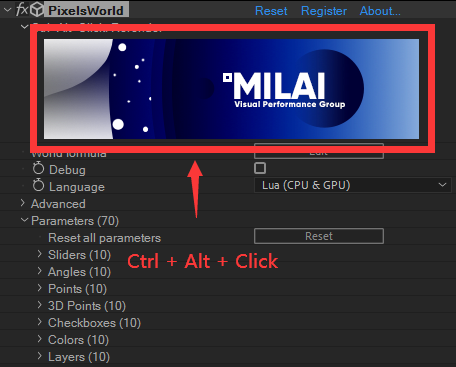 fx PixelsWorld Reset Register About...
MILAI
Visual Performance Group
World formula Edit
Debug
Language Lua (CPU & GPU)
Advanced
Parameters (70)
Reset all parameters Reset
Sliders (10)
Ctrl + Alt + Click
Angles (10)
Points (10)
3D Points (10)
Checkboxes (10)
Colors (10)
Layers (10)